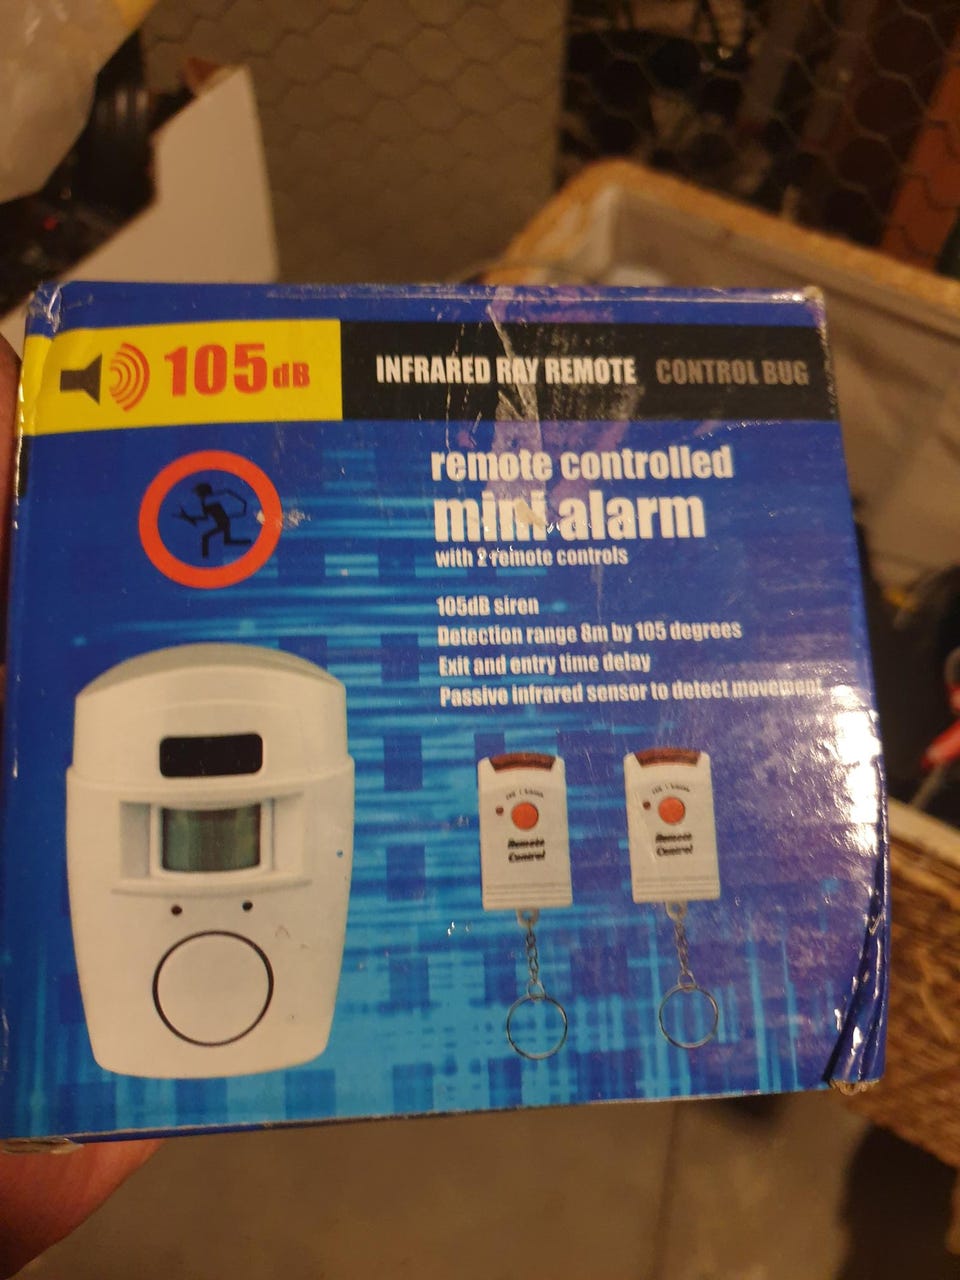 105dB
INFRARED RAY REMOTE CONTROL BUG
remote controlled
mini alarm
with 2 remote controls
105dB siren
Detection range 8m by 105 degrees
Exit and entry time delay
Passive infrared sensor to detect movement
Remote
Control
Remote
Control